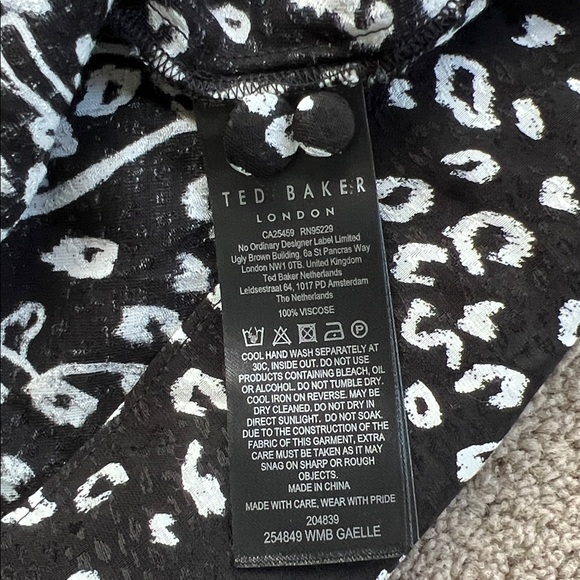 TED BAKER
LONDON
CA25459 RN95229
No Ordinary Designer Label Limited
Ugly Brown Building, 6a St Pancras Way
London NW1 0TB. United Kingdom
Ted Baker Netherlands
Leidsestraat 64, 1017 PD Amsterdam
The Netherlands
100% VISCOSE
COOL HAND WASH SEPARATELY AT
30C, INSIDE OUT. DO NOT USE
PRODUCTS CONTAINING BLEACH, OIL
OR ALCOHOL. DO NOT TUMBLE DRY.
COOL IRON ON REVERSE. MAY BE
DRY CLEANED. DO NOT DRY IN
DIRECT SUNLIGHT. DO NOT SOAK.
DUE TO THE CONSTRUCTION OF THE
FABRIC OF THIS GARMENT, EXTRA
CARE MUST BE TAKEN AS IT MAY
SNAG ON SHARP OR ROUGH
OBJECTS.
MADE IN CHINA
MADE WITH CARE, WEAR WITH PRIDE
204839
254849 WMB GAELLE